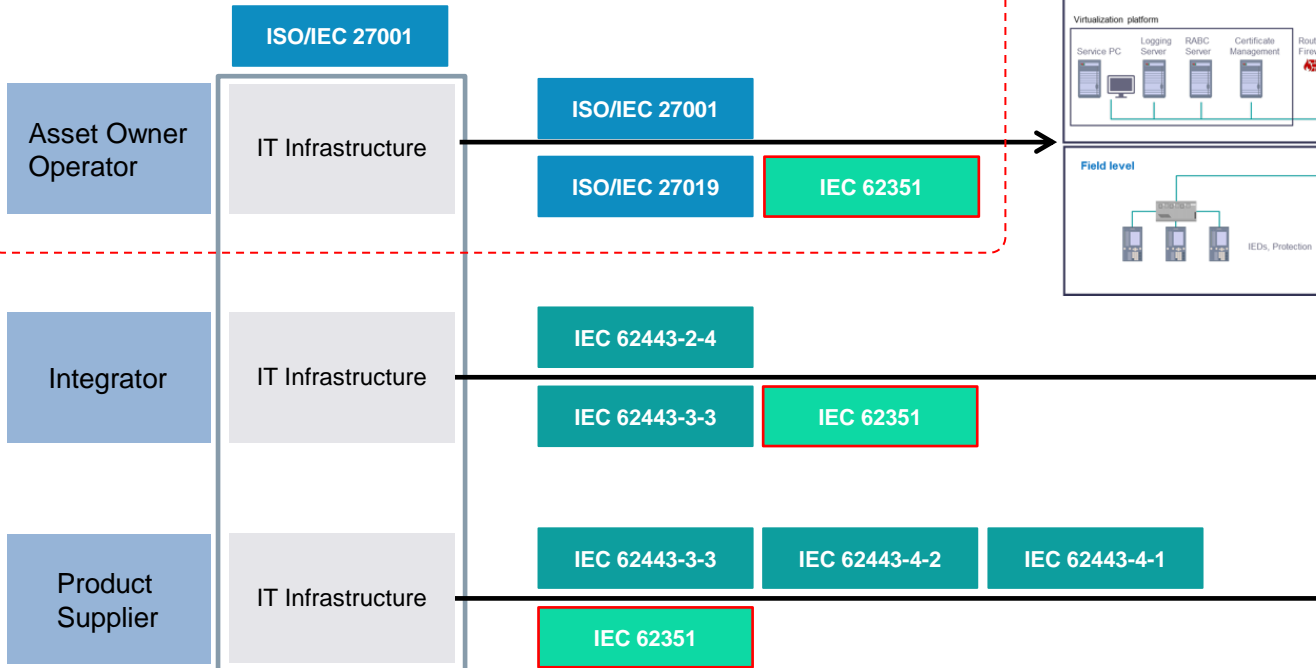 ISO/IEC 27001
Virtualization platform
Service PC
Logging
Server
RABC
Server
Certificate
Management
Asset Owner
Operator
IT Infrastructure
ISO/IEC 27001
ISO/IEC 27019
IEC 62351
Field level
IEDs, Protection
Integrator
IT Infrastructure
IEC 62443-2-4
IEC 62443-3-3
IEC 62351
Product
Supplier
IT Infrastructure
IEC 62443-3-3
IEC 62443-4-2
IEC 62443-4-1
IEC 62351